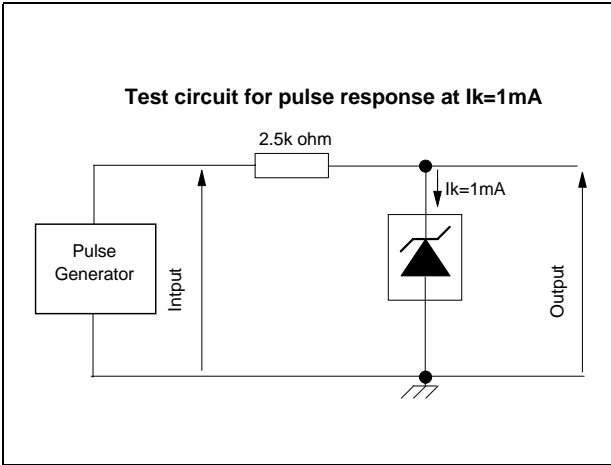 Test circuit for pulse response at Ik=1mA
2.5k ohm
Ik=1mA
Pulse
Generator
Intput
Output